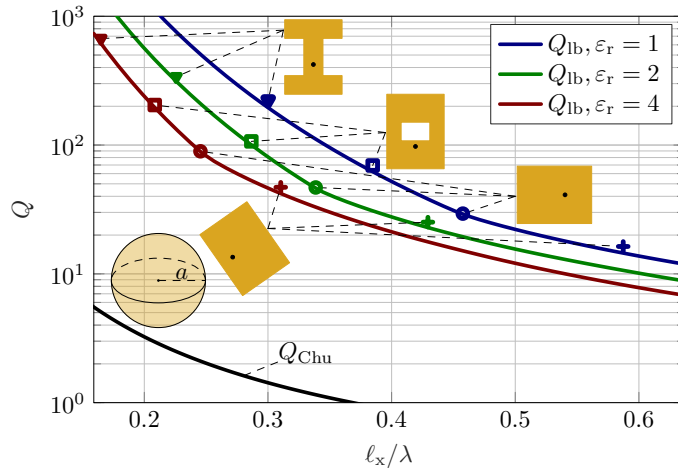 10³
10²
10¹
10⁰
Q
Q_lb, ε_r = 1
Q_lb, ε_r = 2
Q_lb, ε_r = 4
a
Q_Chu
0.2 0.3 0.4 0.5 0.6
ℓ_x/λ